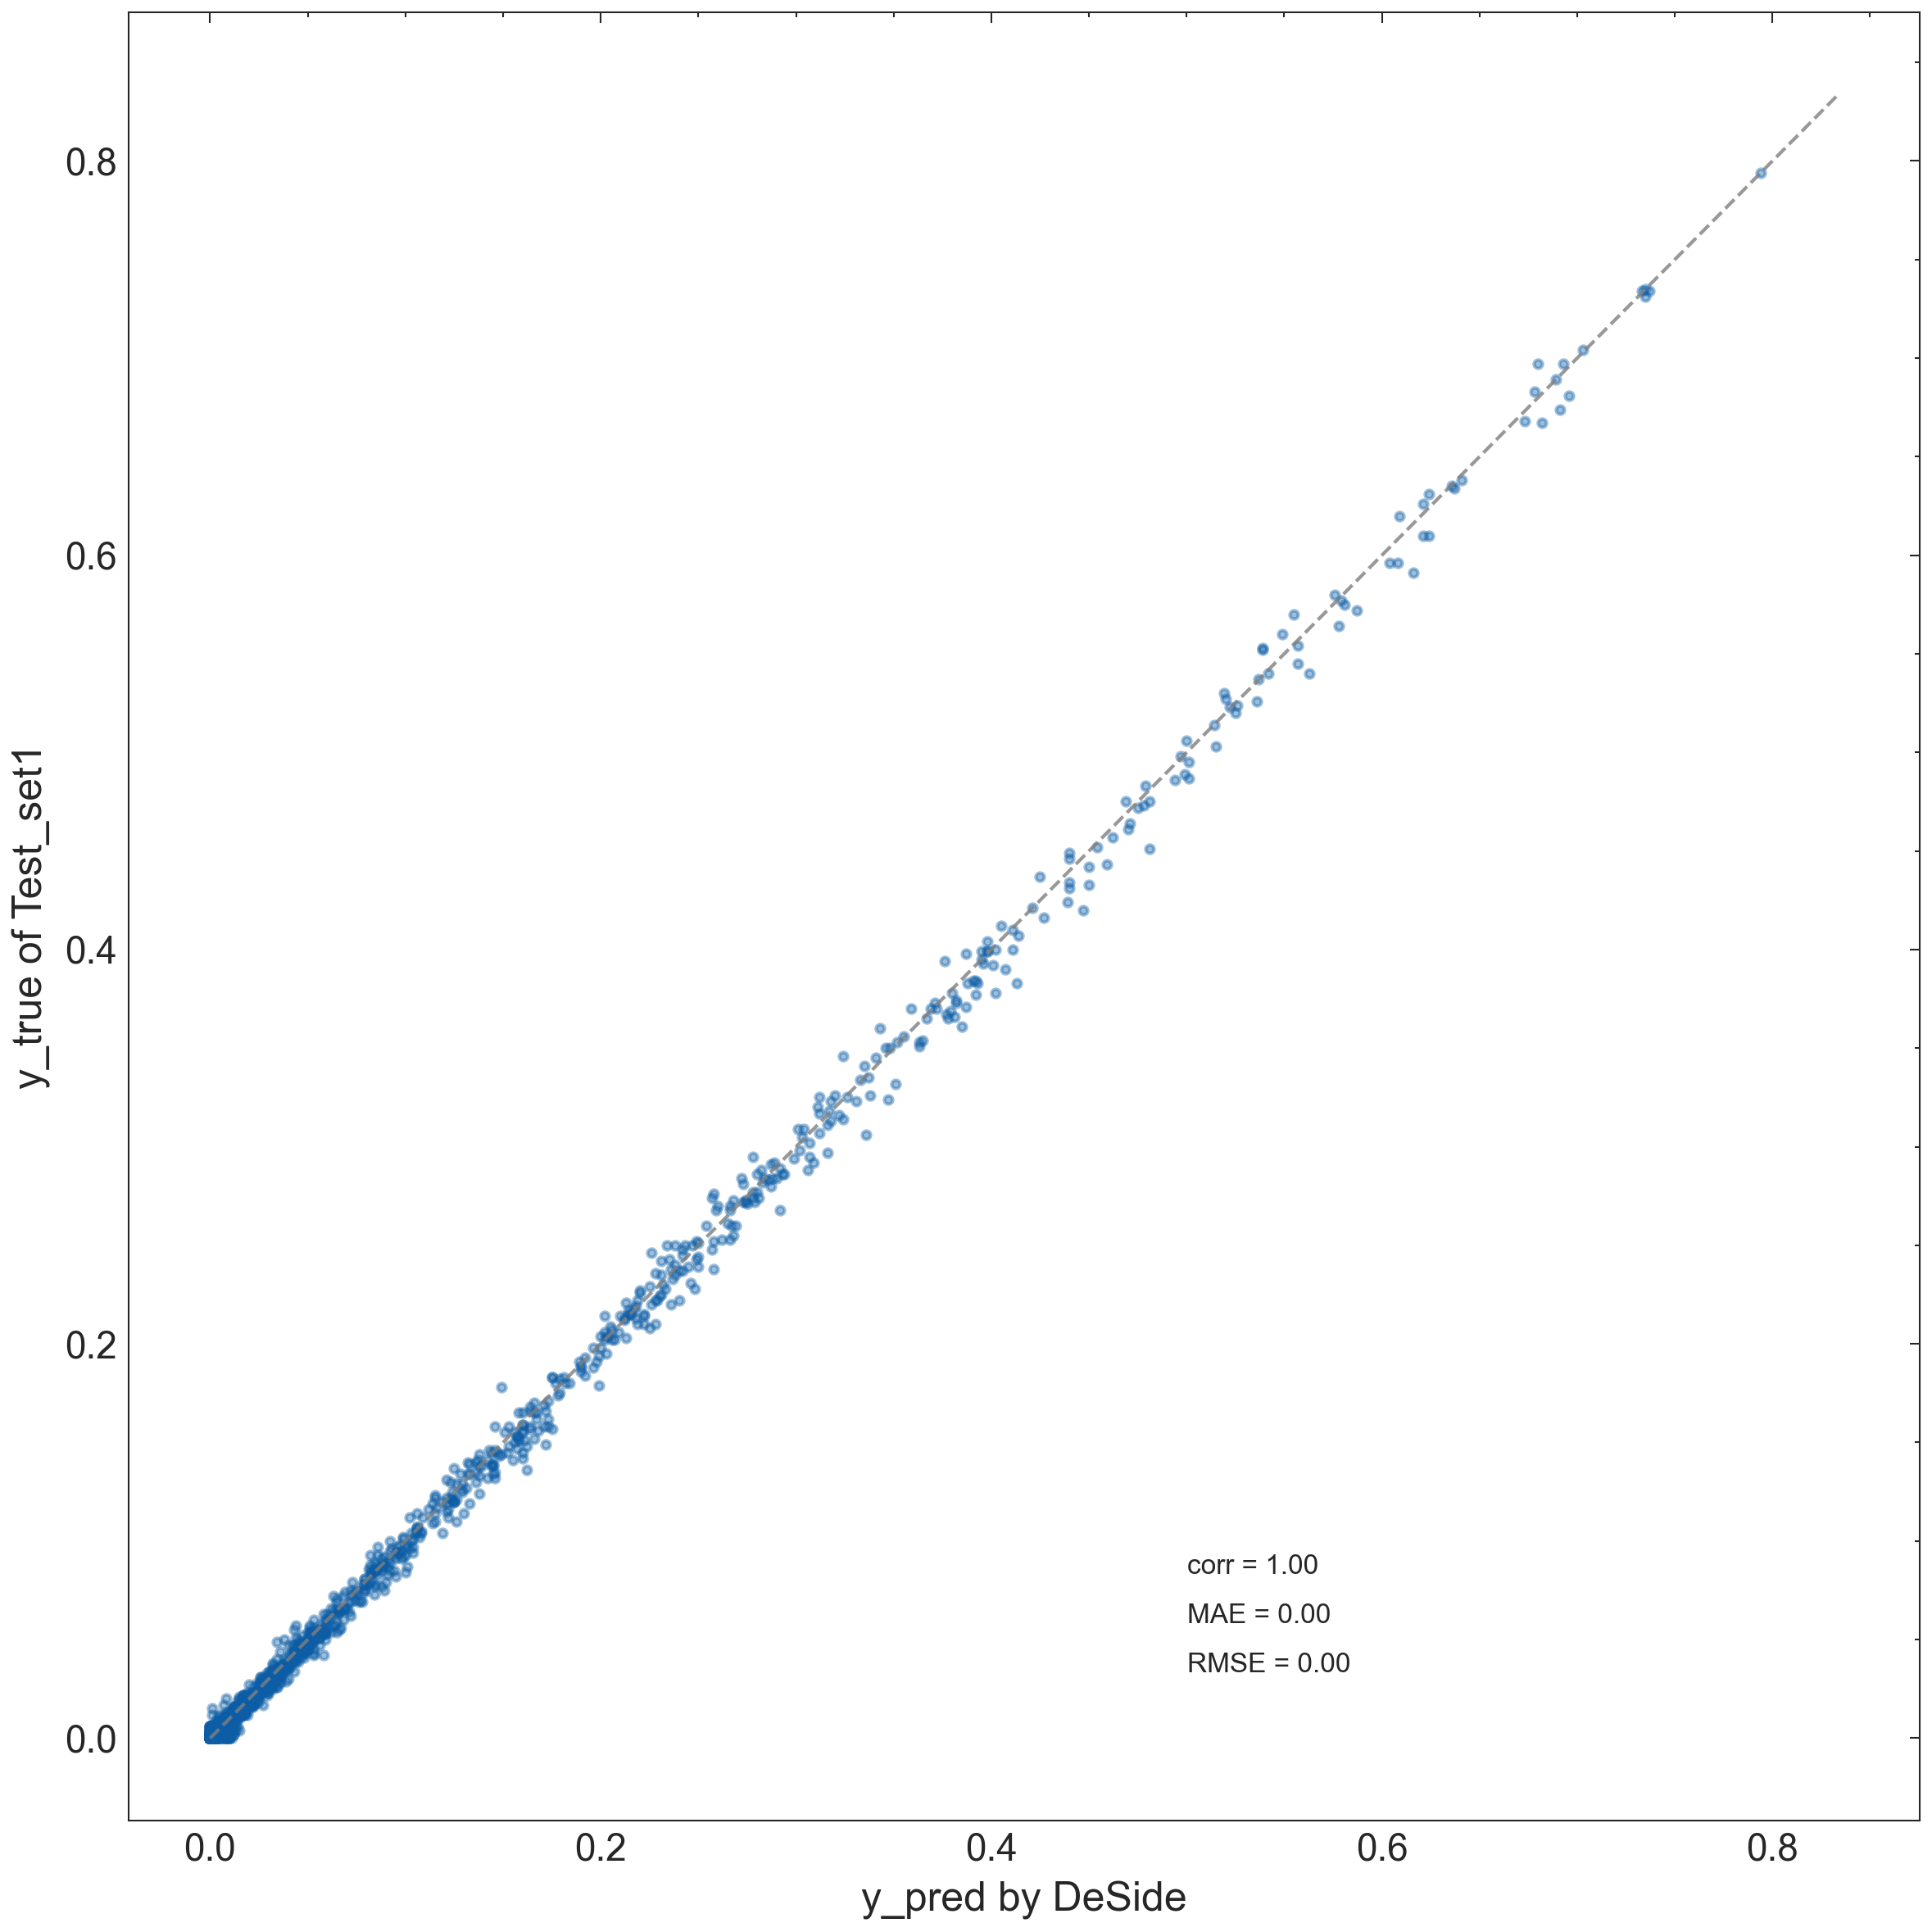 0.8
0.6
0.4
0.2
0.0
y_true of Test_set1
corr = 1.00
MAE = 0.00
RMSE = 0.00
0.0 0.2 0.4 0.6 0.8
y_pred by DeSide